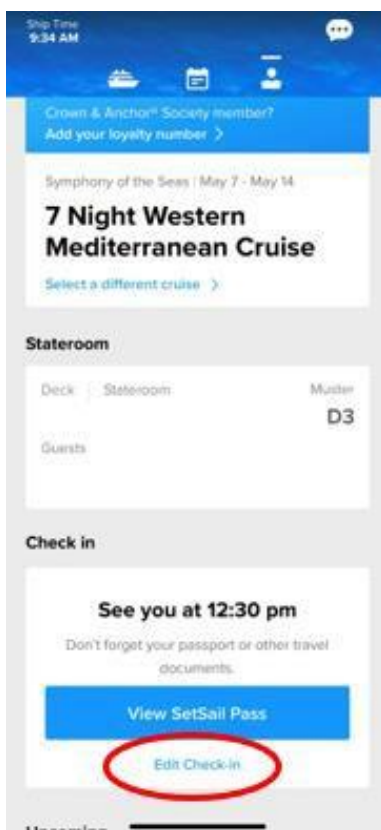 Ship Time
9:34 AM
Crown & Anchor® Society member?
Add your loyalty number >
Symphony of the Seas | May 7 - May 14
7 Night Western
Mediterranean Cruise
Select a different cruise >
Stateroom
Deck | Stateroom Muster
D3
Guests
Check in
See you at 12:30 pm
Don't forget your passport or other travel
documents.
View SetSail Pass
Edit Check-in
Upcoming